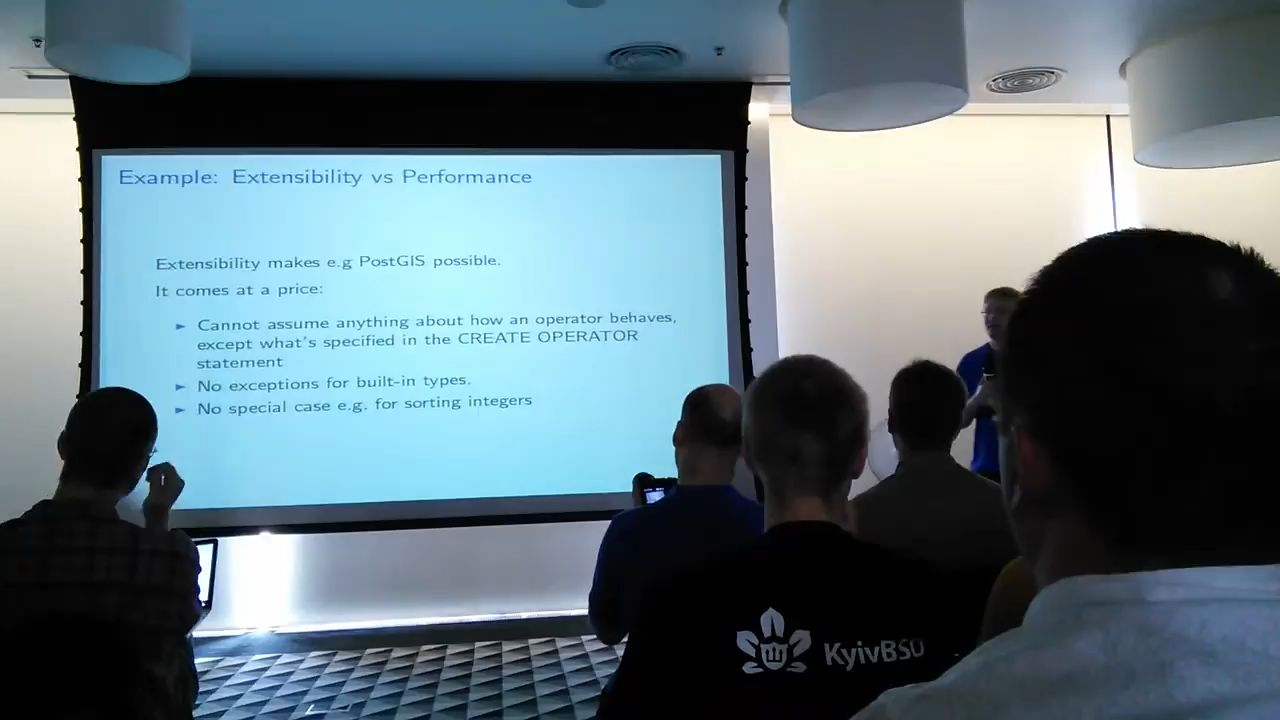 Example: Extensibility vs Performance
Extensibility makes e.g PostGIS possible.
It comes at a price:
► Cannot assume anything about how an operator behaves,
except what's specified in the CREATE OPERATOR
statement
► No exceptions for built-in types.
► No special case e.g. for sorting integers
KyivBSD